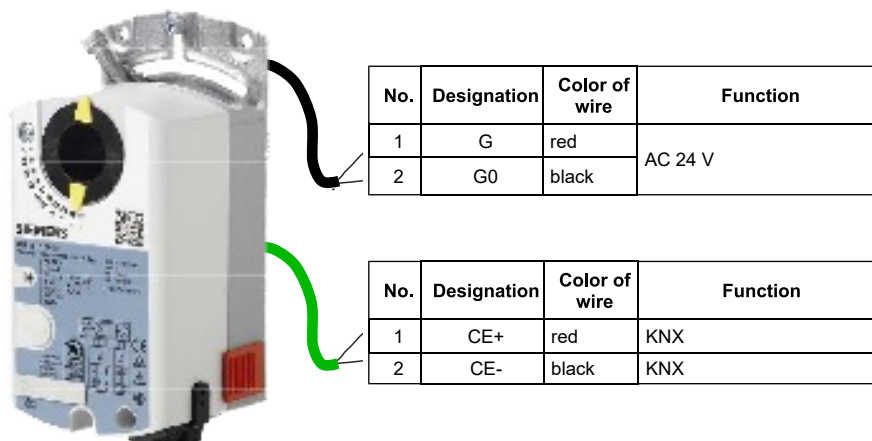 SIEMENS
No. Designation Color of wire Function
1 G red AC 24 V
2 G0 black
No. Designation Color of wire Function
1 CE+ red KNX
2 CE- black KNX